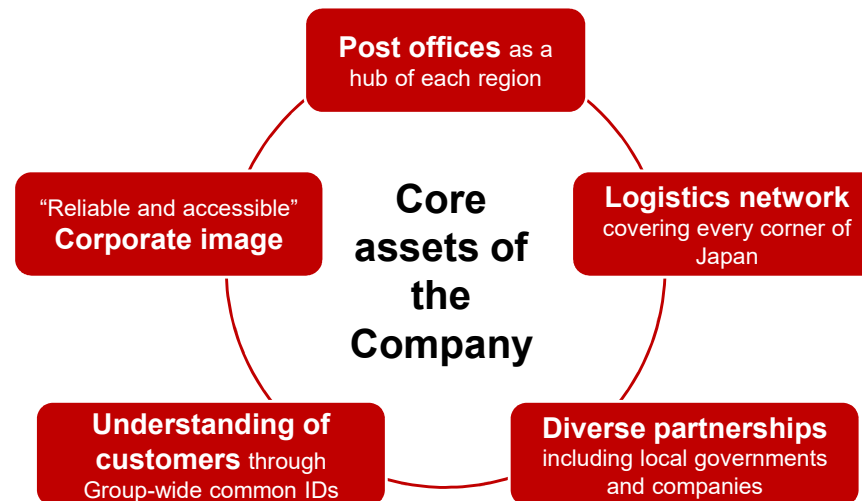 Post offices as a
hub of each region
"Reliable and accessible"
Corporate image
Core
assets of
the
Company
Logistics network
covering every corner of
Japan
Understanding of
customers through
Group-wide common IDs
Diverse partnerships
including local governments
and companies